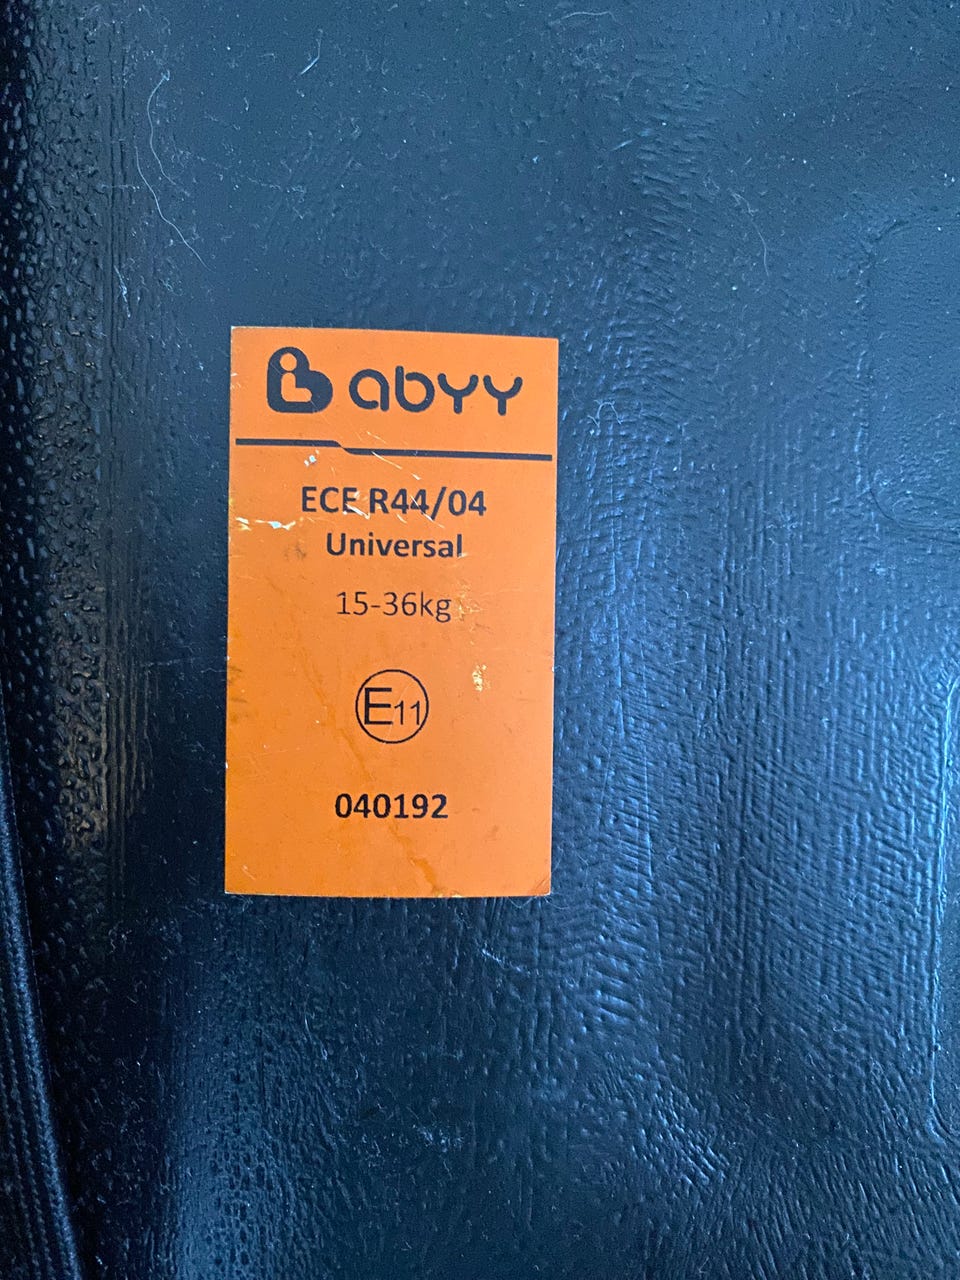 Babyy
ECE R44/04
Universal
15-36kg
E11
040192